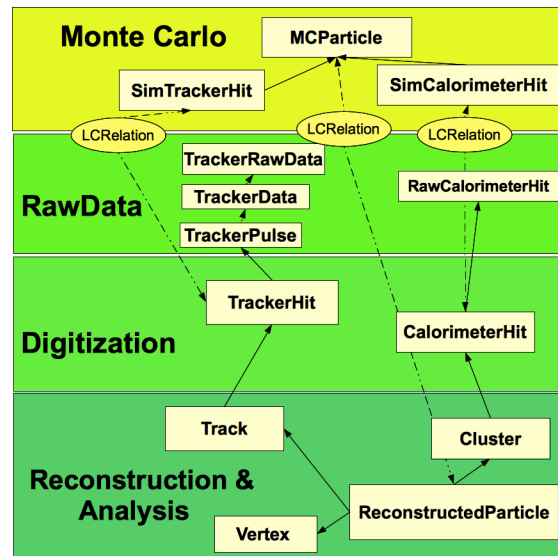 Monte Carlo
MCParticle
SimTrackerHit
SimCalorimeterHit
LCRelation
LCRelation
LCRelation
TrackerRawData
RawData
TrackerData
RawCalorimeterHit
TrackerPulse
TrackerHit
Digitization
CalorimeterHit
Track
Cluster
Reconstruction &
Analysis
ReconstructedParticle
Vertex